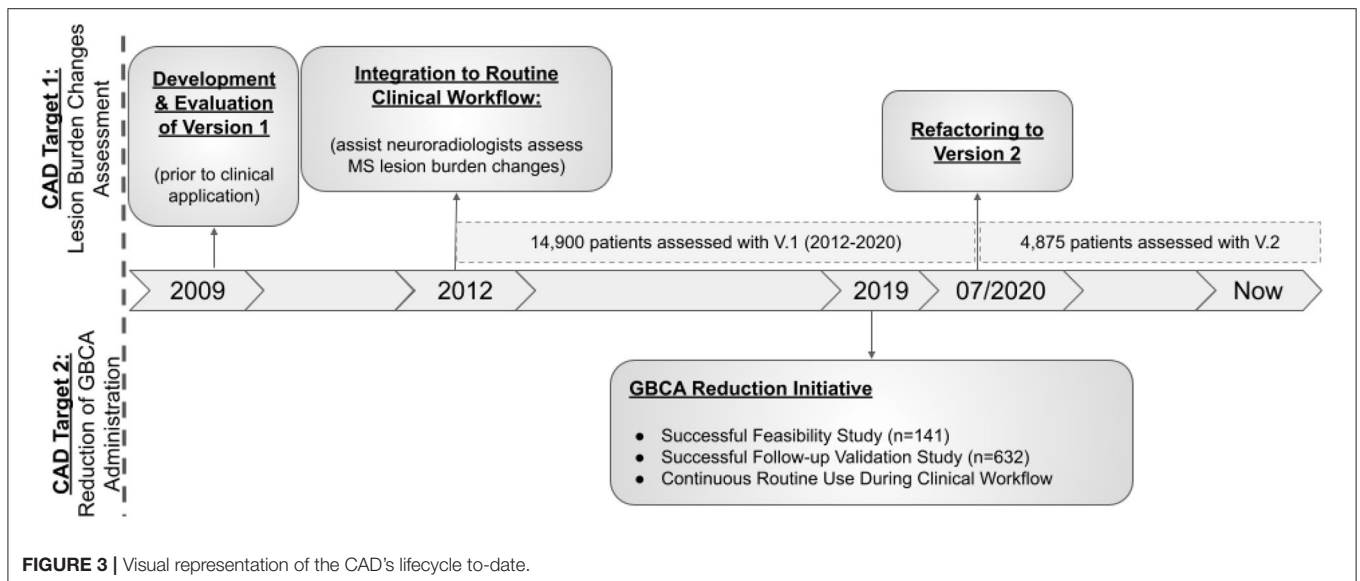 CAD Target 1:
Lesion Burden Changes
Assessment
Development
& Evaluation
of Version 1
(prior to clinical
application)
Integration to Routine
Clinical Workflow:
(assist neuroradiologists assess
MS lesion burden changes)
Refactoring to
Version 2
14,900 patients assessed with V.1 (2012-2020)
4,875 patients assessed with V.2
2009
2012
2019
07/2020
Now
CAD Target 2:
Reduction of GBCA
Administration
GBCA Reduction Initiative
● Successful Feasibility Study (n=141)
● Successful Follow-up Validation Study (n=632)
● Continuous Routine Use During Clinical Workflow
FIGURE 3 | Visual representation of the CAD's lifecycle to-date.